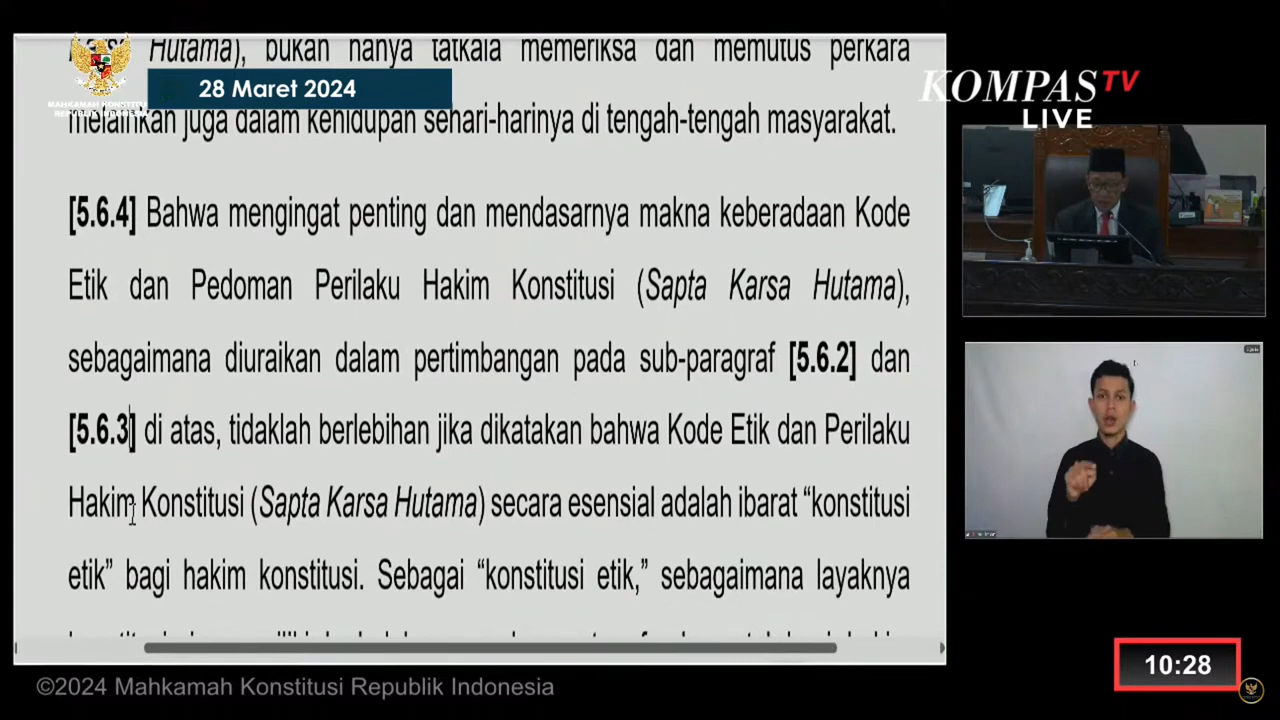 Hutama), bukan hanya tatkala memeriksa dan memutus perkara
MAHKAMAH KONSTITUSI
REPUBLIK INDONESIA
28 Maret 2024
KOMPAS TV
LIVE
melainkan juga dalam kehidupan sehari-harinya di tengah-tengah masyarakat.
[5.6.4] Bahwa mengingat penting dan mendasarnya makna keberadaan Kode
Etik dan Pedoman Perilaku Hakim Konstitusi (Sapta Karsa Hutama),
sebagaimana diuraikan dalam pertimbangan pada sub-paragraf [5.6.2] dan
[5.6.3] di atas, tidaklah berlebihan jika dikatakan bahwa Kode Etik dan Perilaku
Hakim Konstitusi (Sapta Karsa Hutama) secara esensial adalah ibarat “konstitusi
etik” bagi hakim konstitusi. Sebagai “konstitusi etik,” sebagaimana layaknya
©2024 Mahkamah Konstitusi Republik Indonesia
10:28